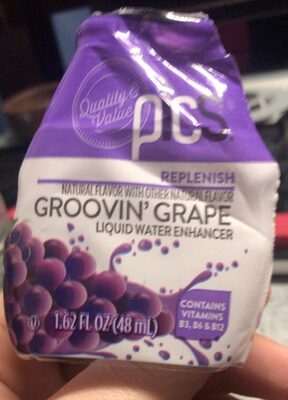 Quality &
Value
pcs
REPLENISH
NATURAL FLAVOR WITH OTHER NATURAL FLAVOR
GROOVIN' GRAPE
LIQUID WATER ENHANCER
CONTAINS
VITAMINS
B3, B6 & B12
1.62 FL OZ (48 mL)